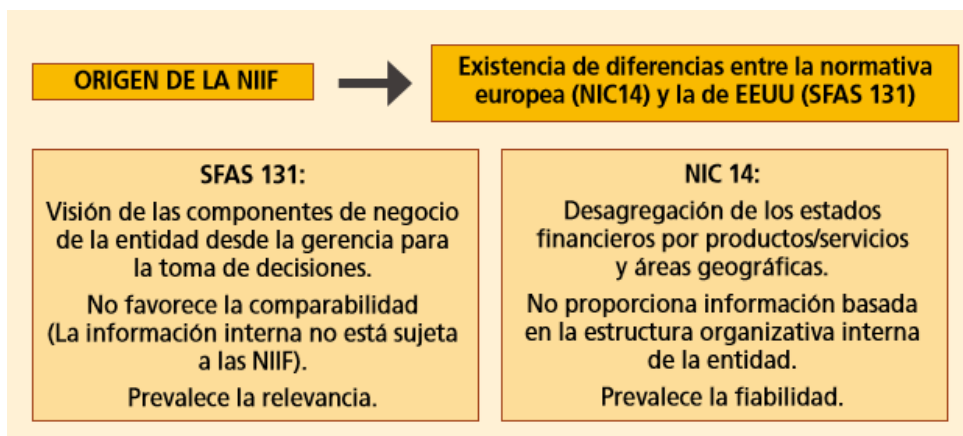 ORIGEN DE LA NIIF
Existencia de diferencias entre la normativa
europea (NIC14) y la de EEUU (SFAS 131)
SFAS 131:
Visión de las componentes de negocio
de la entidad desde la gerencia para
la toma de decisiones.
No favorece la comparabilidad
(La información interna no está sujeta
a las NIIF).
Prevalece la relevancia.
NIC 14:
Desagregación de los estados
financieros por productos/servicios
y áreas geográficas.
No proporciona información basada
en la estructura organizativa interna
de la entidad.
Prevalece la fiabilidad.